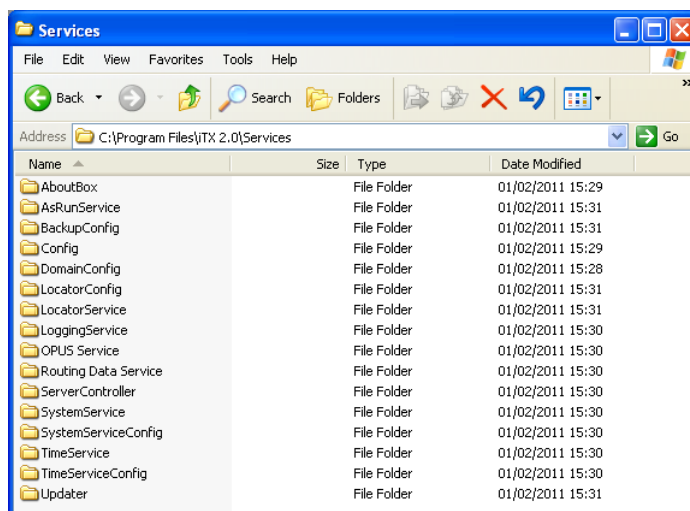 Services
File Edit View Favorites Tools Help
Back Search Folders
Address C:\Program Files\iTX 2.0\Services Go
Name Size Type Date Modified
AboutBox File Folder 01/02/2011 15:29
AsRunService File Folder 01/02/2011 15:31
BackupConfig File Folder 01/02/2011 15:31
Config File Folder 01/02/2011 15:29
DomainConfig File Folder 01/02/2011 15:28
LocatorConfig File Folder 01/02/2011 15:31
LocatorService File Folder 01/02/2011 15:31
LoggingService File Folder 01/02/2011 15:30
OPUS Service File Folder 01/02/2011 15:30
Routing Data Service File Folder 01/02/2011 15:30
ServerController File Folder 01/02/2011 15:30
SystemService File Folder 01/02/2011 15:30
SystemServiceConfig File Folder 01/02/2011 15:30
TimeService File Folder 01/02/2011 15:30
TimeServiceConfig File Folder 01/02/2011 15:30
Updater File Folder 01/02/2011 15:31